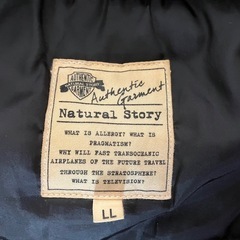 AUTHENTIC
Authentic
Garment
Natural Story
WHAT IS ALLERGY? WHAT IS
PRAGMATISM?
WHY WILL FAST TRANSOCEANIC
AIRPLANES OF THE FUTURE TRAVEL
THROUGH THE STRATOSPHERE?
WHAT IS TELEVISION?
LL